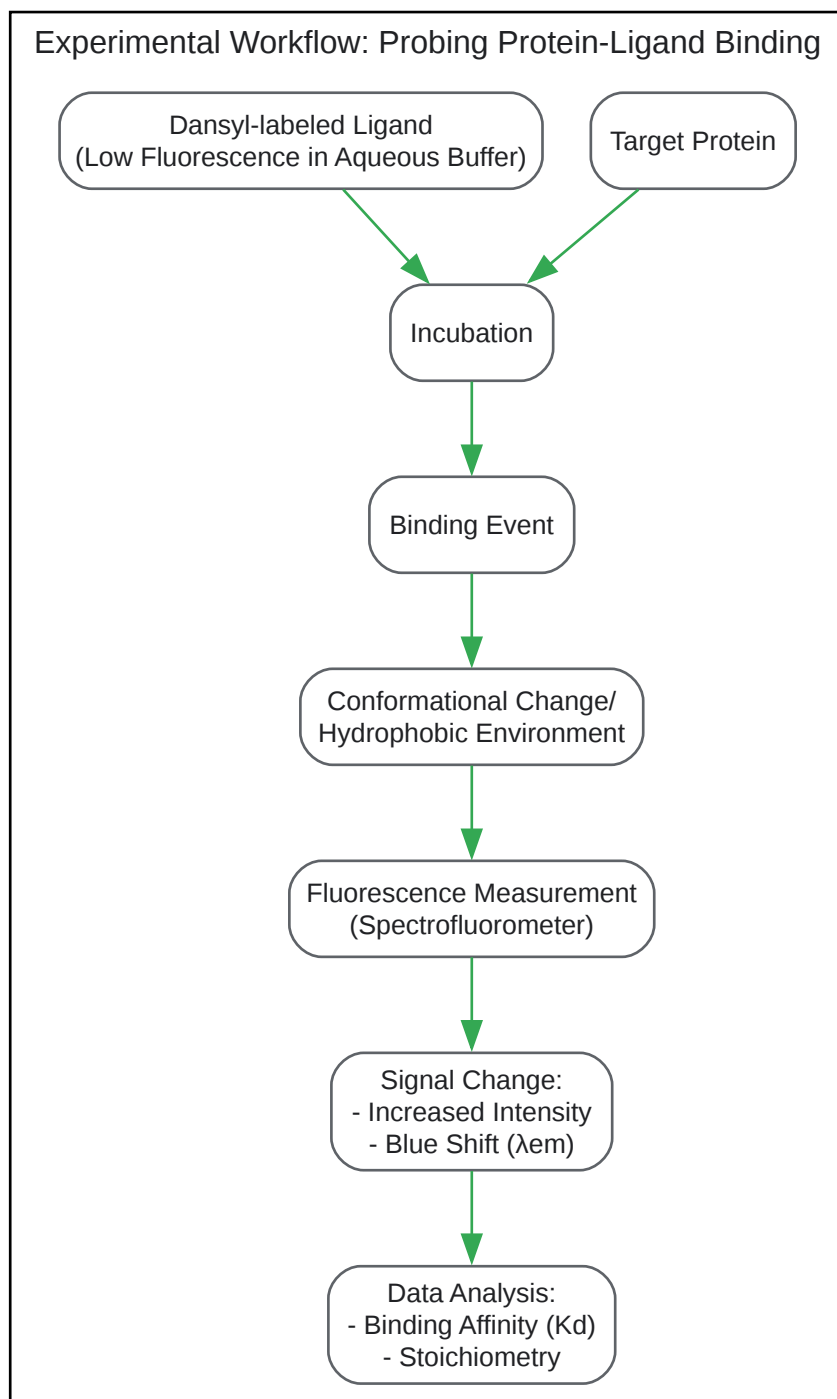 Experimental Workflow: Probing Protein-Ligand Binding
Dansyl-labeled Ligand
(Low Fluorescence in Aqueous Buffer)
Target Protein
Incubation
Binding Event
Conformational Change/
Hydrophobic Environment
Fluorescence Measurement
(Spectrofluorometer)
Signal Change:
- Increased Intensity
- Blue Shift (λem)
Data Analysis:
- Binding Affinity (Kd)
- Stoichiometry